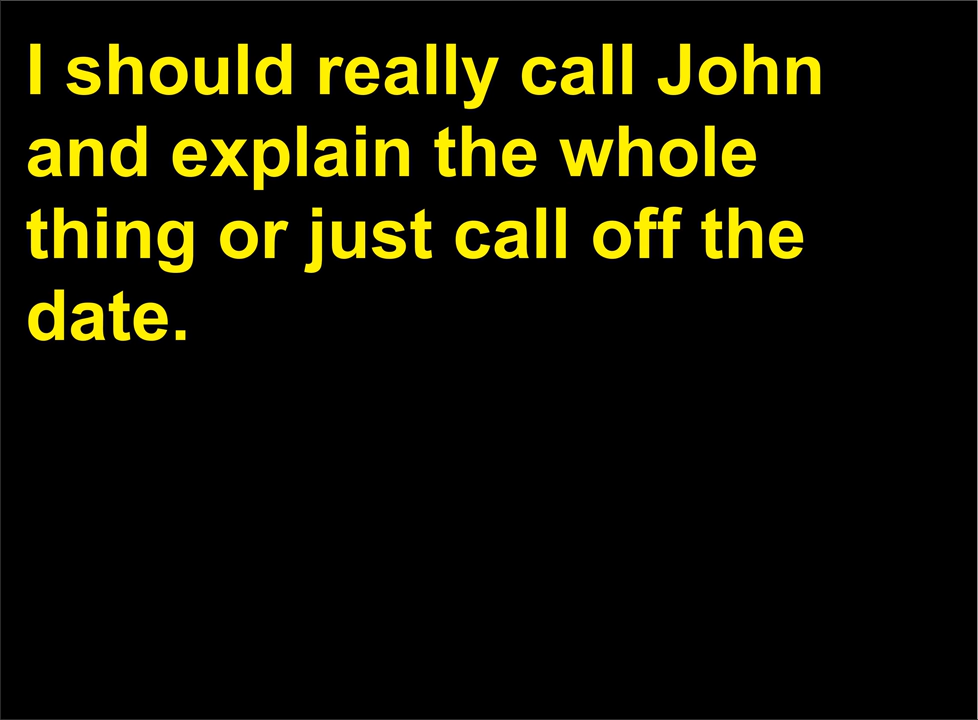 I should really call John
and explain the whole
thing or just call off the
date.